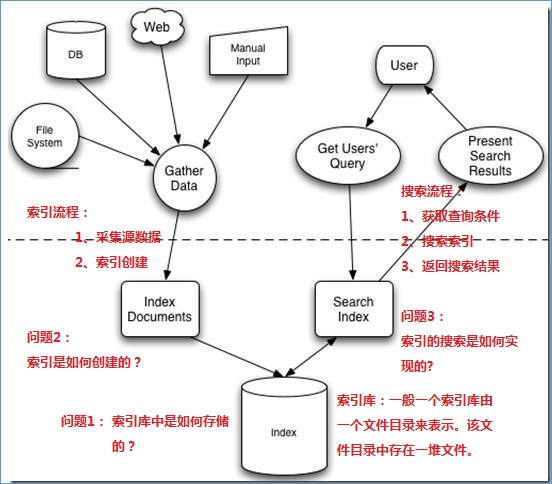 DB
Web
Manual
Input
User
File
System
Gather
Data
Get Users'
Query
Present
Search
Results
索引流程：
1、采集源数据
2、索引创建
搜索流程：
1、获取查询条件
2、搜索索引
3、返回搜索结果
Index
Documents
Search
Index
问题2：
索引是如何创建的？
问题3：
索引的搜索是如何实
现的?
问题1： 索引库中是如何存储
的？
Index
索引库：一般一个索引库由
一个文件目录来表示。该文
件目录中存在一堆文件。